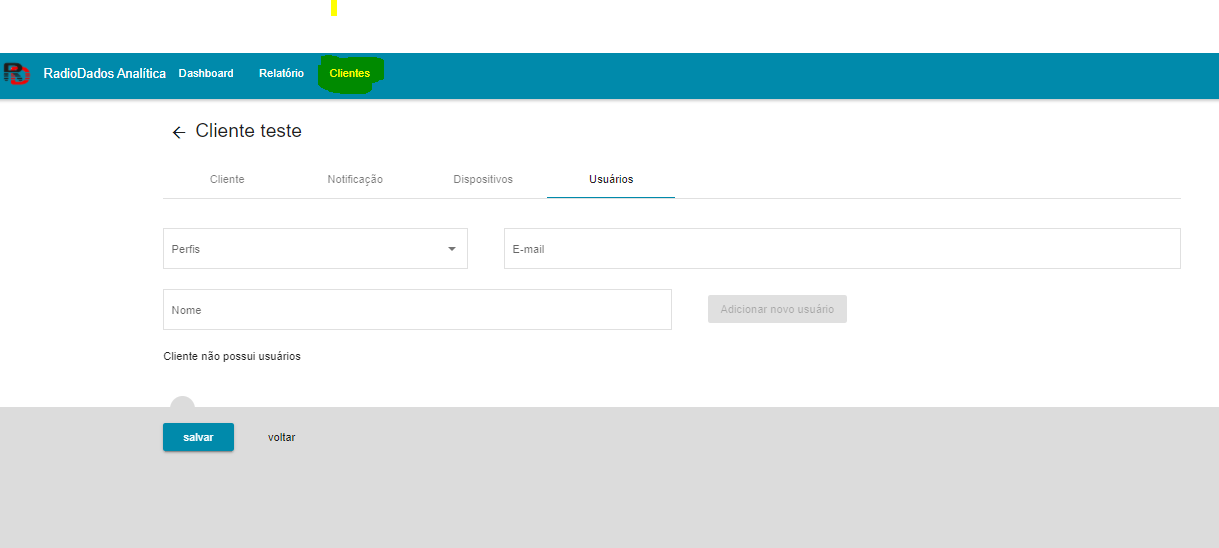 RD RadioDados Analítica Dashboard Relatório Clientes
Cliente teste
Cliente Notificação Dispositivos Usuários
Perfis E-mail
Nome Adicionar novo usuário
Cliente não possui usuários
salvar voltar